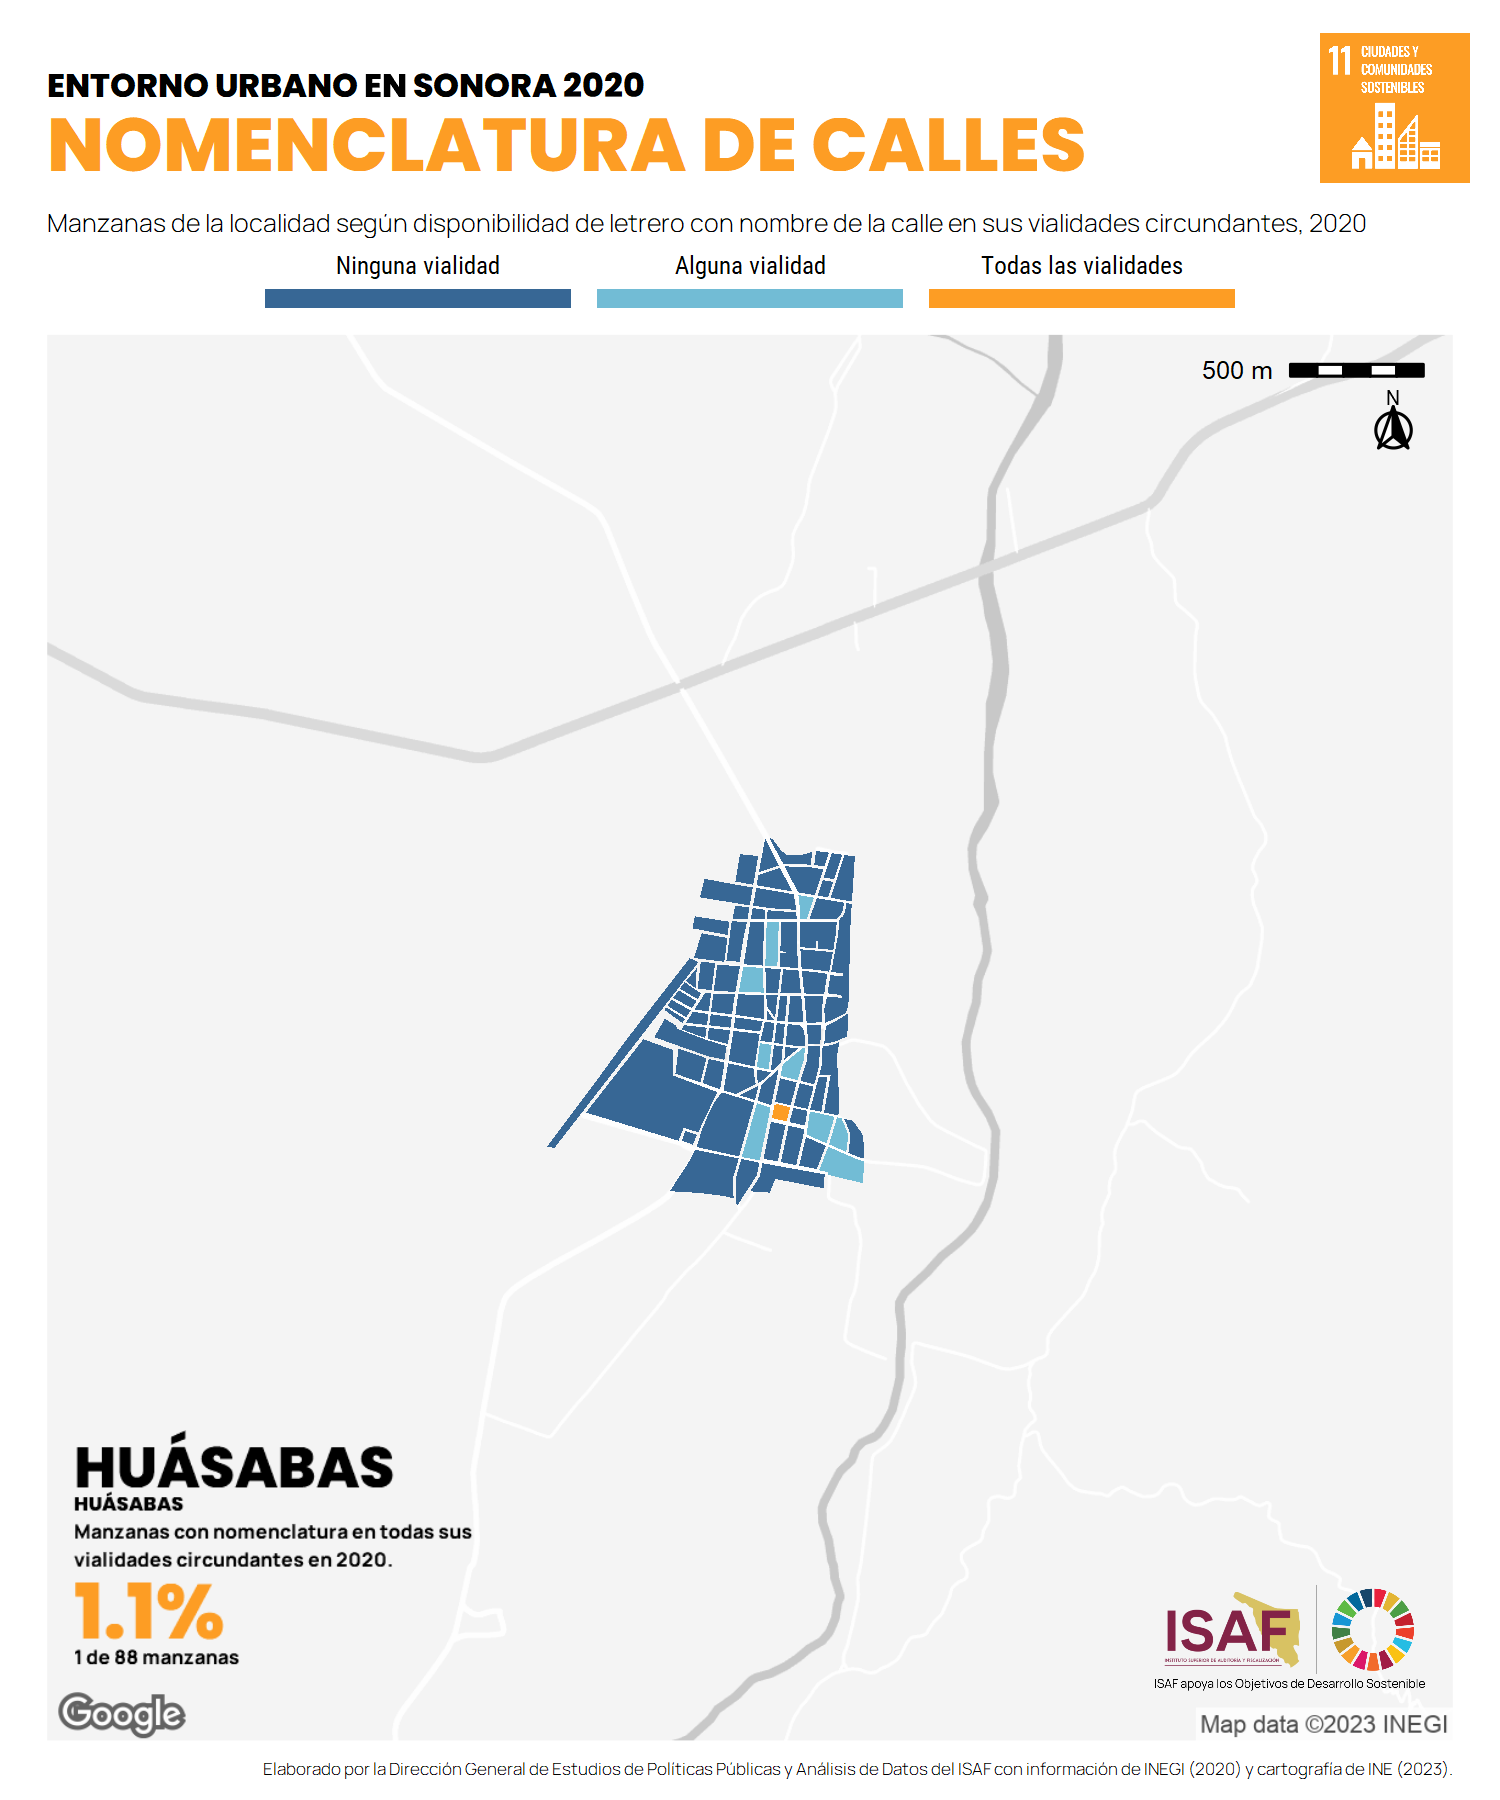 ENTORNO URBANO EN SONORA 2020
NOMENCLATURA DE CALLES
11 CIUDADES Y
COMUNIDADES
SOSTENIBLES
Manzanas de la localidad según disponibilidad de letrero con nombre de la calle en sus vialidades circundantes, 2020
Ninguna vialidad
Alguna vialidad
Todas las vialidades
500 m
N
HUÁSABAS
HUÁSABAS
Manzanas con nomenclatura en todas sus
vialidades circundantes en 2020.
1.1%
1 de 88 manzanas
Google
ISAF
INSTITUTO SUPERIOR DE AUDITORÍA Y FISCALIZACIÓN
ISAF apoya los Objetivos de Desarrollo Sostenible
Map data ©2023 INEGI
Elaborado por la Dirección General de Estudios de Políticas Públicas y Análisis de Datos del ISAF con información de INEGI (2020) y cartografía de INE (2023).